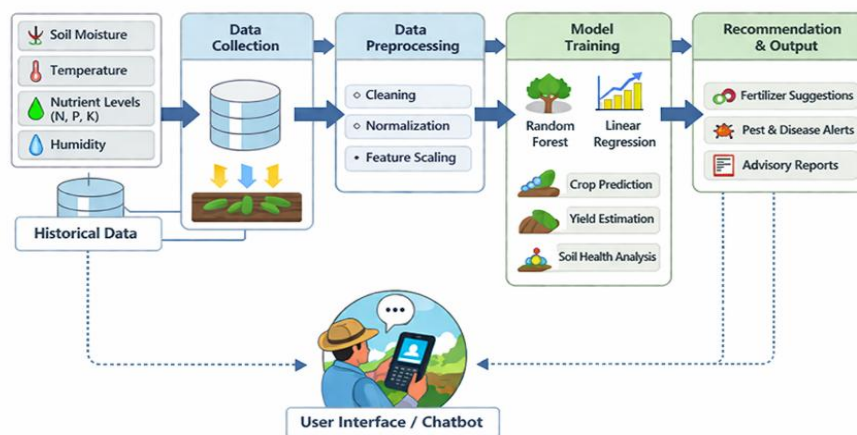 Soil Moisture
Temperature
Nutrient Levels
(N, P, K)
Humidity
Historical Data
Data
Collection
Data
Preprocessing
Cleaning
Normalization
Feature Scaling
Model
Training
Random
Forest
Linear
Regression
Crop Prediction
Yield Estimation
Soil Health Analysis
Recommendation
& Output
Fertilizer Suggestions
Pest & Disease Alerts
Advisory Reports
User Interface / Chatbot